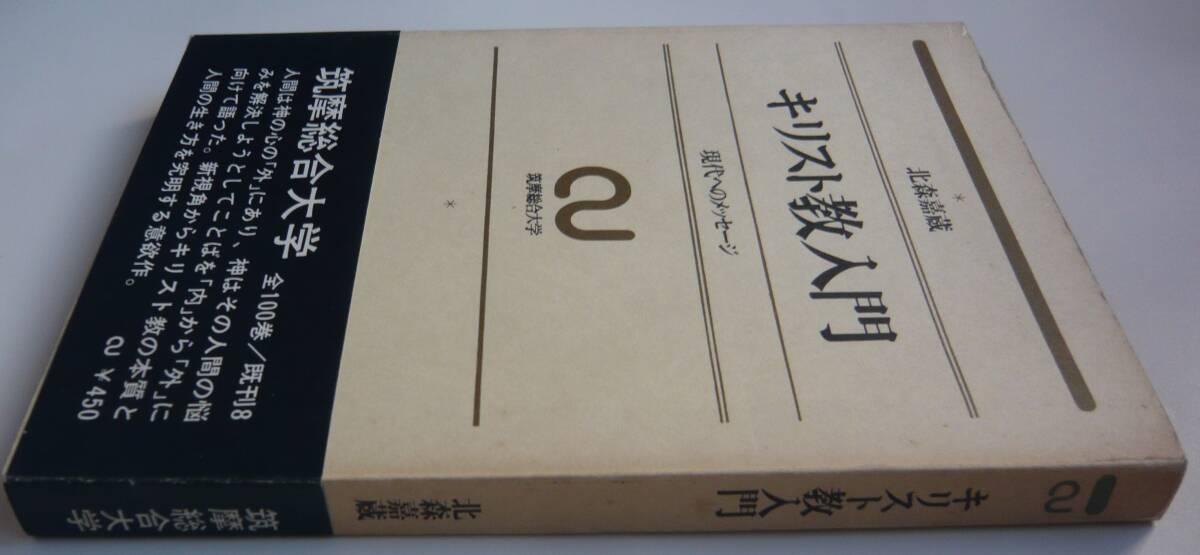 *
北森嘉蔵
キリスト教入門
現代へのメッセージ
筑摩総合大学
*
筑摩総合大学 全100巻/既刊8
人間は神の心の「外」にあり、神はその人間の悩
みを解決しようとしてことばを「内」から「外」に
向けて語った。新視角からキリスト教の本質と
人間の生き方を究明する意欲作。 ¥450
キリスト教入門
北森嘉蔵
筑摩総合大学